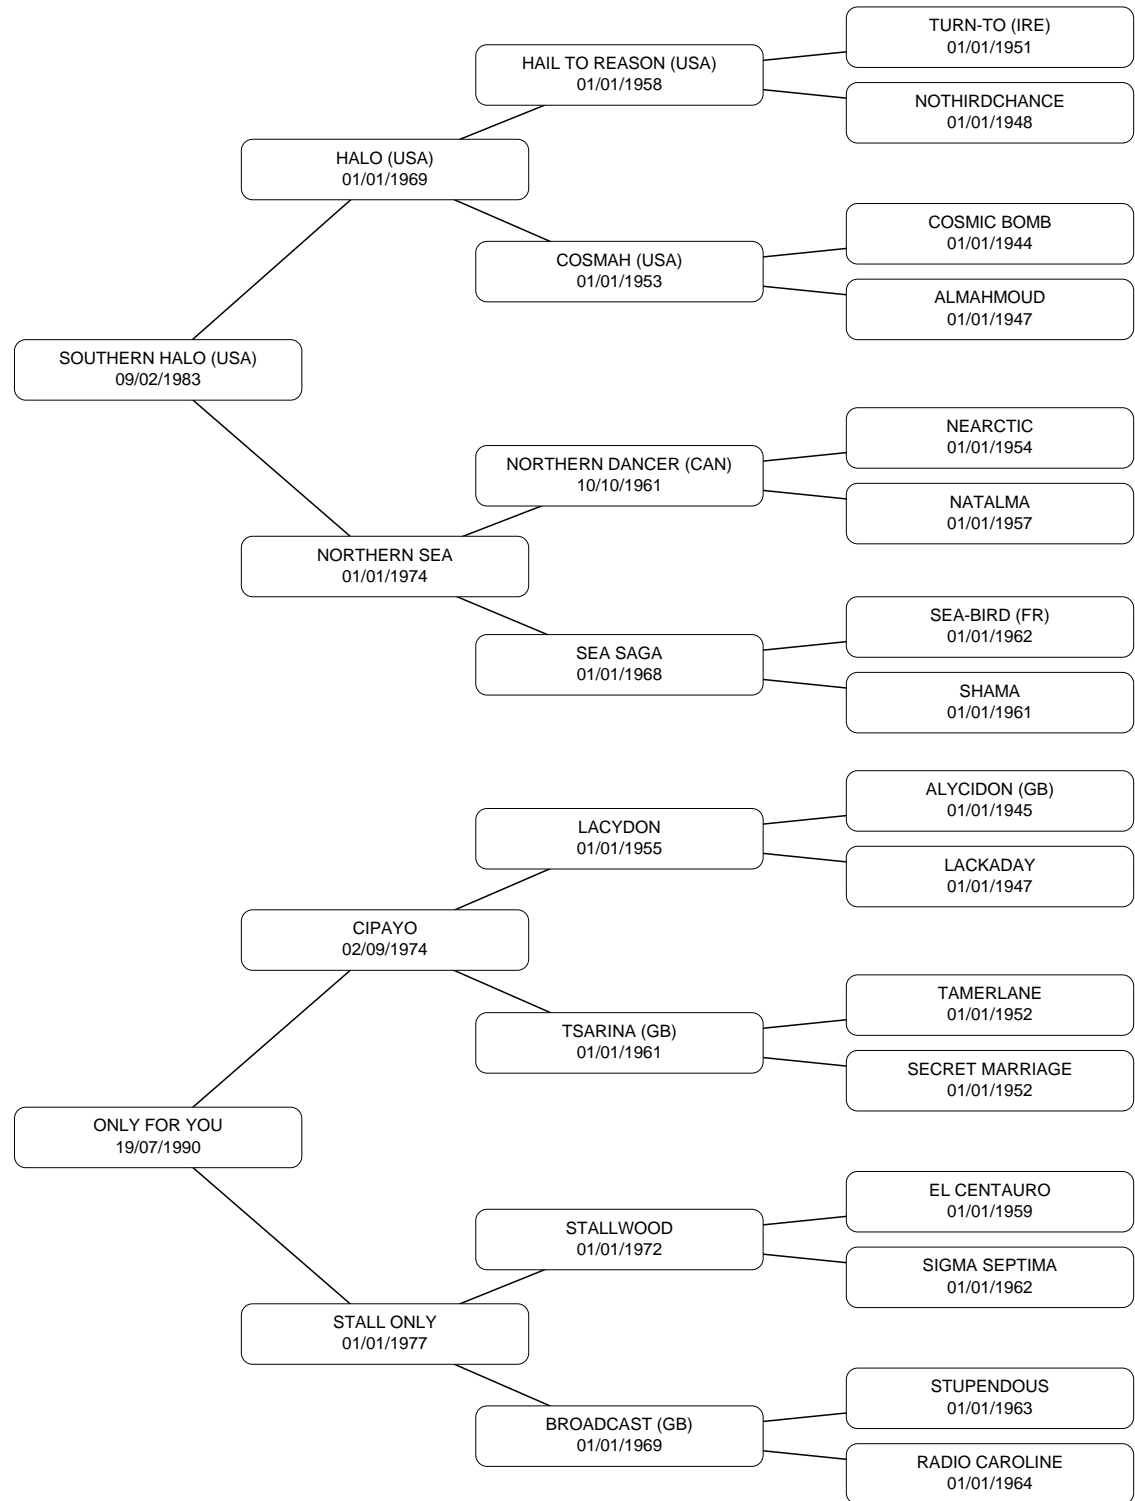 TURN-TO (IRE)
01/01/1951
HAIL TO REASON (USA)
01/01/1958
NOTHIRDCHANCE
01/01/1948
HALO (USA)
01/01/1969
COSMIC BOMB
01/01/1944
COSMAH (USA)
01/01/1953
ALMAHMOUD
01/01/1947
SOUTHERN HALO (USA)
09/02/1983
NEARCTIC
01/01/1954
NORTHERN DANCER (CAN)
10/10/1961
NATALMA
01/01/1957
NORTHERN SEA
01/01/1974
SEA-BIRD (FR)
01/01/1962
SEA SAGA
01/01/1968
SHAMA
01/01/1961
ALYCIDON (GB)
01/01/1945
LACYDON
01/01/1955
LACKADAY
01/01/1947
CIPAYO
02/09/1974
TAMERLANE
01/01/1952
TSARINA (GB)
01/01/1961
SECRET MARRIAGE
01/01/1952
ONLY FOR YOU
19/07/1990
EL CENTAURO
01/01/1959
STALLWOOD
01/01/1972
SIGMA SEPTIMA
01/01/1962
STALL ONLY
01/01/1977
STUPENDOUS
01/01/1963
BROADCAST (GB)
01/01/1969
RADIO CAROLINE
01/01/1964